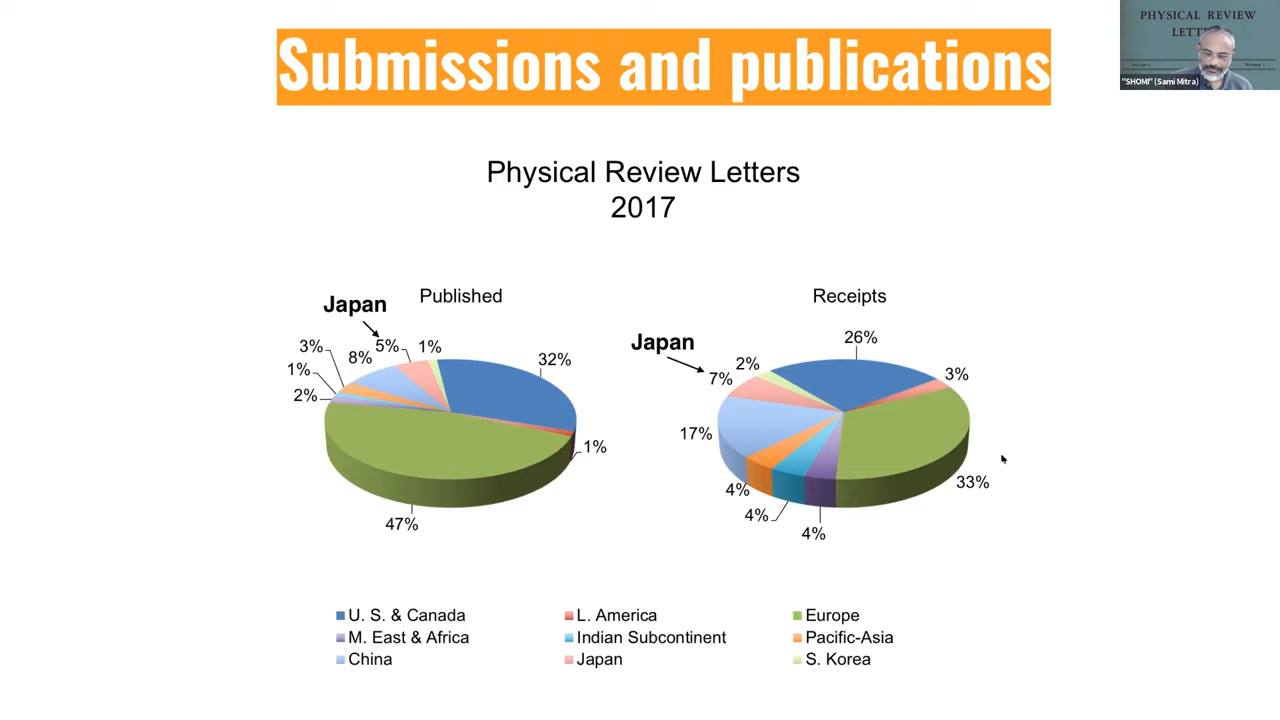 Submissions and publications
PHYSICAL REVIEW
"SHOMI" (Sami Mitra)
Physical Review Letters
2017
Published
Japan
3%
8%
5%
1%
32%
1%
2%
1%
47%
Receipts
Japan
26%
2%
7%
3%
17%
33%
4%
4%
4%
U. S. & Canada
L. America
Europe
M. East & Africa
Indian Subcontinent
Pacific-Asia
China
Japan
S. Korea